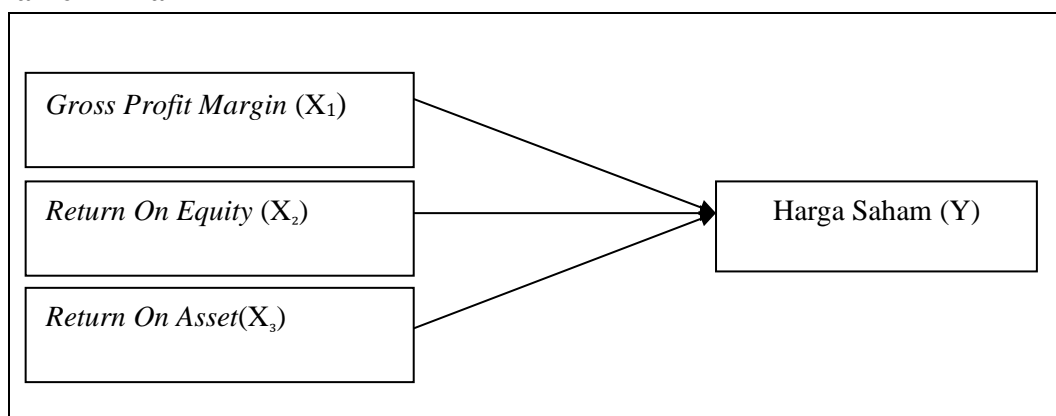 Gross Profit Margin (X₁)
Return On Equity (X₂)
Harga Saham (Y)
Return On Asset(X₃)